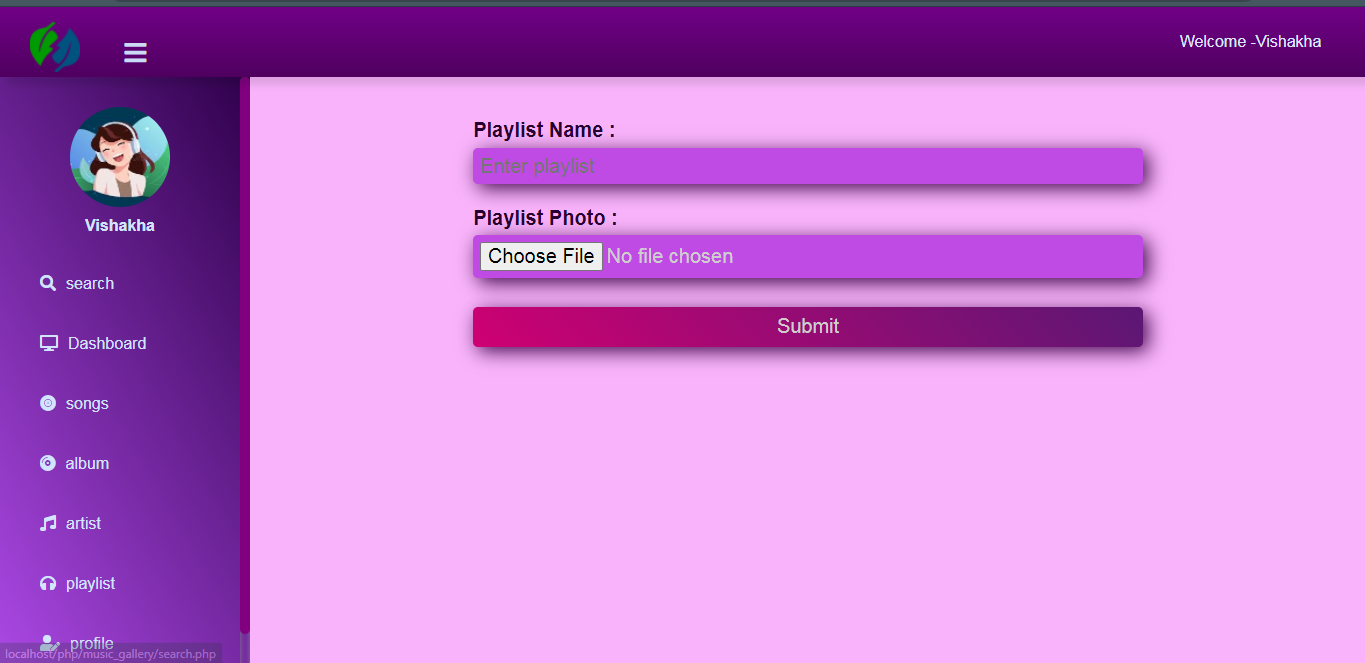 Welcome -Vishakha
Vishakha
search
Dashboard
songs
album
artist
playlist
profile
localhost/php/music_gallery/search.php
Playlist Name :
Enter playlist
Playlist Photo :
Choose File No file chosen
Submit